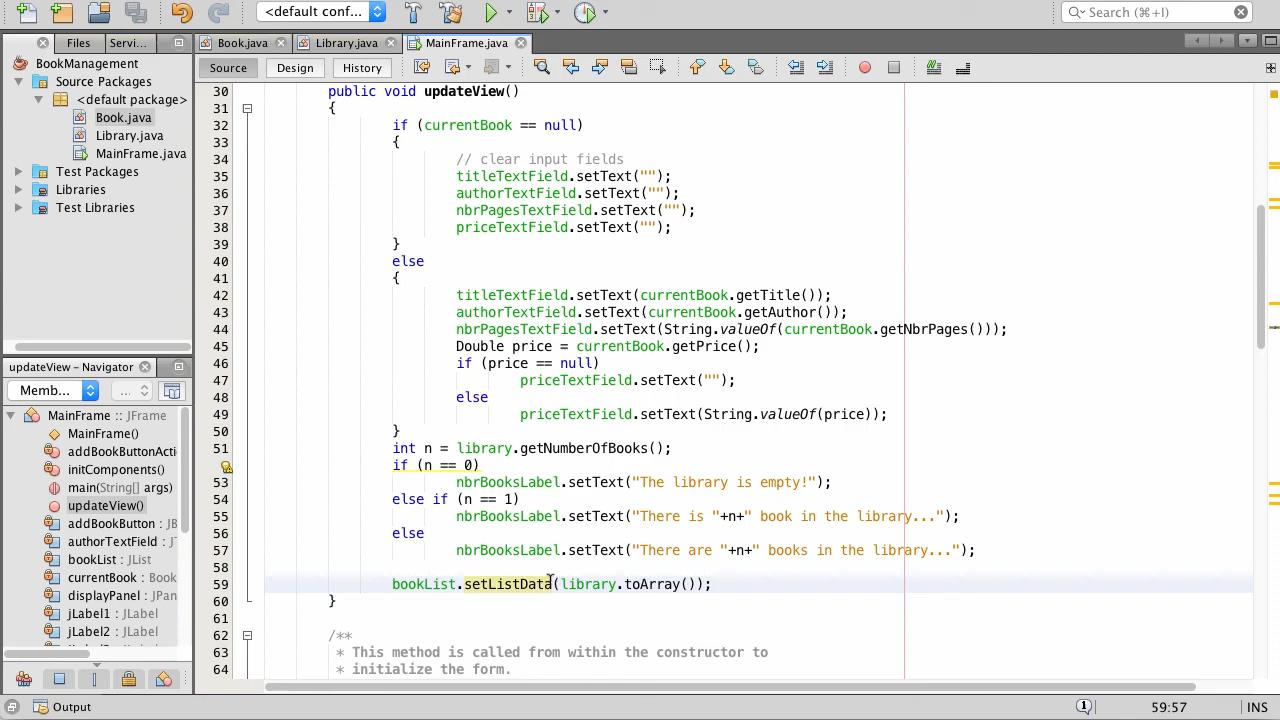 <default conf...
Search (⌘+I)
Files
Servi...
Book.java
Library.java
MainFrame.java
BookManagement
Source Packages
<default package>
Book.java
Library.java
MainFrame.java
Test Packages
Libraries
Test Libraries
Source
Design
History
30 public void updateView()
31 {
32 if (currentBook == null)
33 {
34 // clear input fields
35 titleTextField.setText("");
36 authorTextField.setText("");
37 nbrPagesTextField.setText("");
38 priceTextField.setText("");
39 }
40 else
41 {
42 titleTextField.setText(currentBook.getTitle());
43 authorTextField.setText(currentBook.getAuthor());
44 nbrPagesTextField.setText(String.valueOf(currentBook.getNbrPages()));
45 Double price = currentBook.getPrice();
46 if (price == null)
47 priceTextField.setText("");
48 else
49 priceTextField.setText(String.valueOf(price));
50 }
51 int n = library.getNumberOfBooks();
if (n == 0)
53 nbrBooksLabel.setText("The library is empty!");
54 else if (n == 1)
55 nbrBooksLabel.setText("There is "+n+" book in the library...");
56 else
57 nbrBooksLabel.setText("There are "+n+" books in the library...");
58
59 bookList.setListData(library.toArray());
60 }
61
62 /**
63 * This method is called from within the constructor to
64 * initialize the form.
updateView – Navigator
Memb...
...
MainFrame :: JFrame
MainFrame()
addBookButtonActi
initComponents()
main(String[] args)
updateView()
addBookButton : JB
authorTextField : JT
bookList : JList
currentBook : Book
displayPanel : JPan
jLabel1 : JLabel
jLabel2 : JLabel
Output
1
59:57
INS